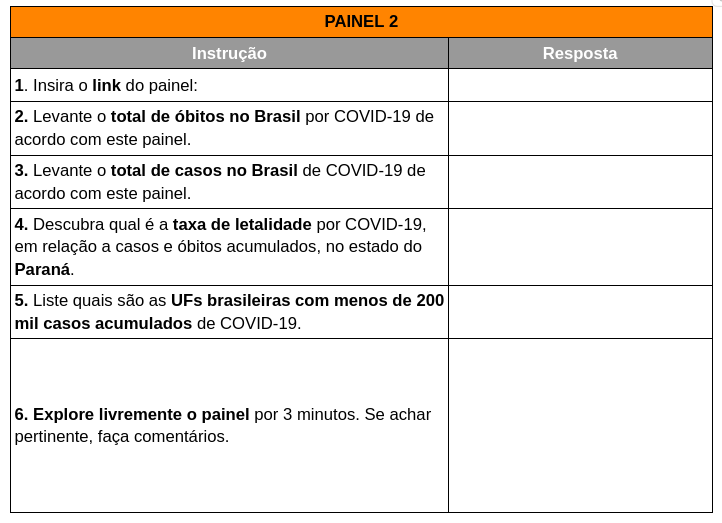 PAINEL 2
Instrução
Resposta
1. Insira o link do painel:
2. Levante o total de óbitos no Brasil por COVID-19 de
acordo com este painel.
3. Levante o total de casos no Brasil de COVID-19 de
acordo com este painel.
4. Descubra qual é a taxa de letalidade por COVID-19,
em relação a casos e óbitos acumulados, no estado do
Paraná.
5. Liste quais são as UFs brasileiras com menos de 200
mil casos acumulados de COVID-19.
6. Explore livremente o painel por 3 minutos. Se achar
pertinente, faça comentários.